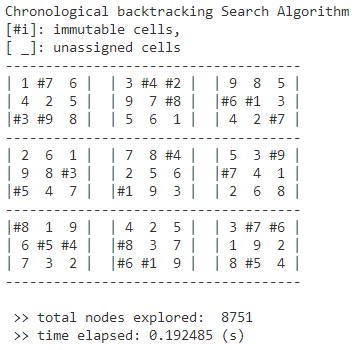 Chronological backtracking Search Algorithm
[#i]: immutable cells,
[ _]: unassigned cells
-------------------------------------
|  1 #7  6 |  |  3 #4 #2 |  |  9  8  5 |
|  4  2  5 |  |  9  7 #8 |  | #6 #1  3 |
| #3 #9  8 |  |  5  6  1 |  |  4  2 #7 |
-------------------------------------
|  2  6  1 |  |  7  8 #4 |  |  5  3 #9 |
|  9  8 #3 |  |  2  5  6 |  | #7  4  1 |
| #5  4  7 |  | #1  9  3 |  |  2  6  8 |
-------------------------------------
| #8  1  9 |  |  4  2  5 |  |  3 #7 #6 |
|  6 #5 #4 |  | #8  3  7 |  |  1  9  2 |
|  7  3  2 |  | #6 #1  9 |  |  8 #5  4 |
-------------------------------------
>> total nodes explored:  8751
>> time elapsed: 0.192485 (s)